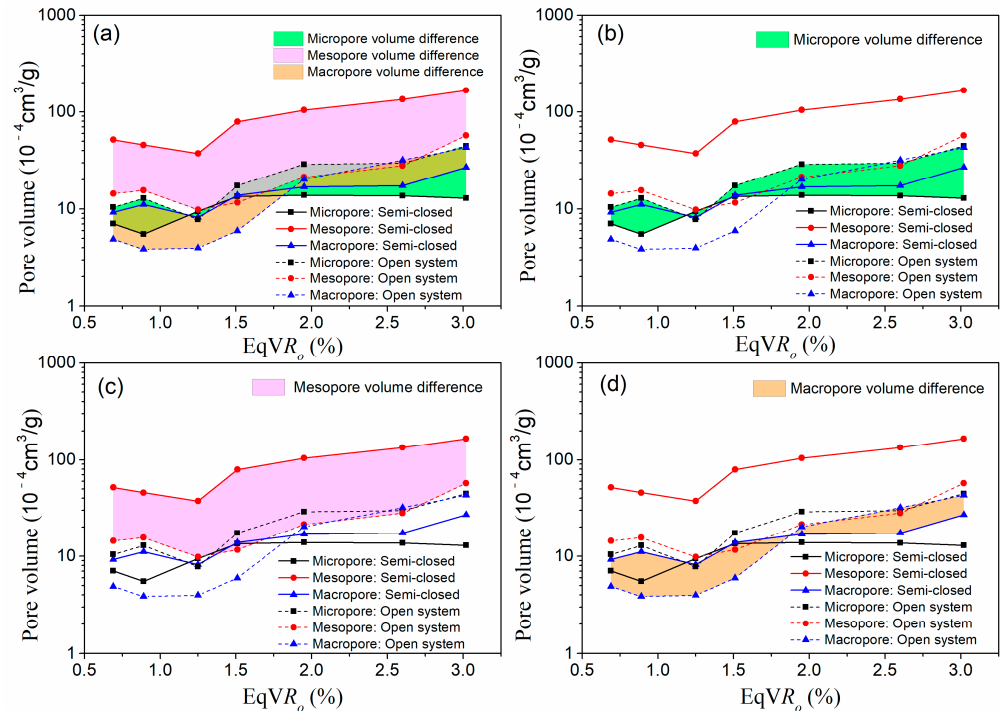 (a)
Micropore volume difference
Mesopore volume difference
Macropore volume difference
Pore volume (10⁻⁴ cm³/g)
1000
100
10
1
Micropore: Semi-closed
Mesopore: Semi-closed
Macropore: Semi-closed
Micropore: Open system
Mesopore: Open system
Macropore: Open system
0.5 1.0 1.5 2.0 2.5 3.0
EqVRₒ (%)
(b)
Micropore volume difference
Pore volume (10⁻⁴ cm³/g)
1000
100
10
1
Micropore: Semi-closed
Mesopore: Semi-closed
Macropore: Semi-closed
Micropore: Open system
Mesopore: Open system
Macropore: Open system
0.5 1.0 1.5 2.0 2.5 3.0
EqVRₒ (%)
(c)
Mesopore volume difference
Pore volume (10⁻⁴ cm³/g)
1000
100
10
1
Micropore: Semi-closed
Mesopore: Semi-closed
Macropore: Semi-closed
Micropore: Open system
Mesopore: Open system
Macropore: Open system
0.5 1.0 1.5 2.0 2.5 3.0
EqVRₒ (%)
(d)
Macropore volume difference
Pore volume (10⁻⁴ cm³/g)
1000
100
10
1
Micropore: Semi-closed
Mesopore: Semi-closed
Macropore: Semi-closed
Micropore: Open system
Mesopore: Open system
Macropore: Open system
0.5 1.0 1.5 2.0 2.5 3.0
EqVRₒ (%)